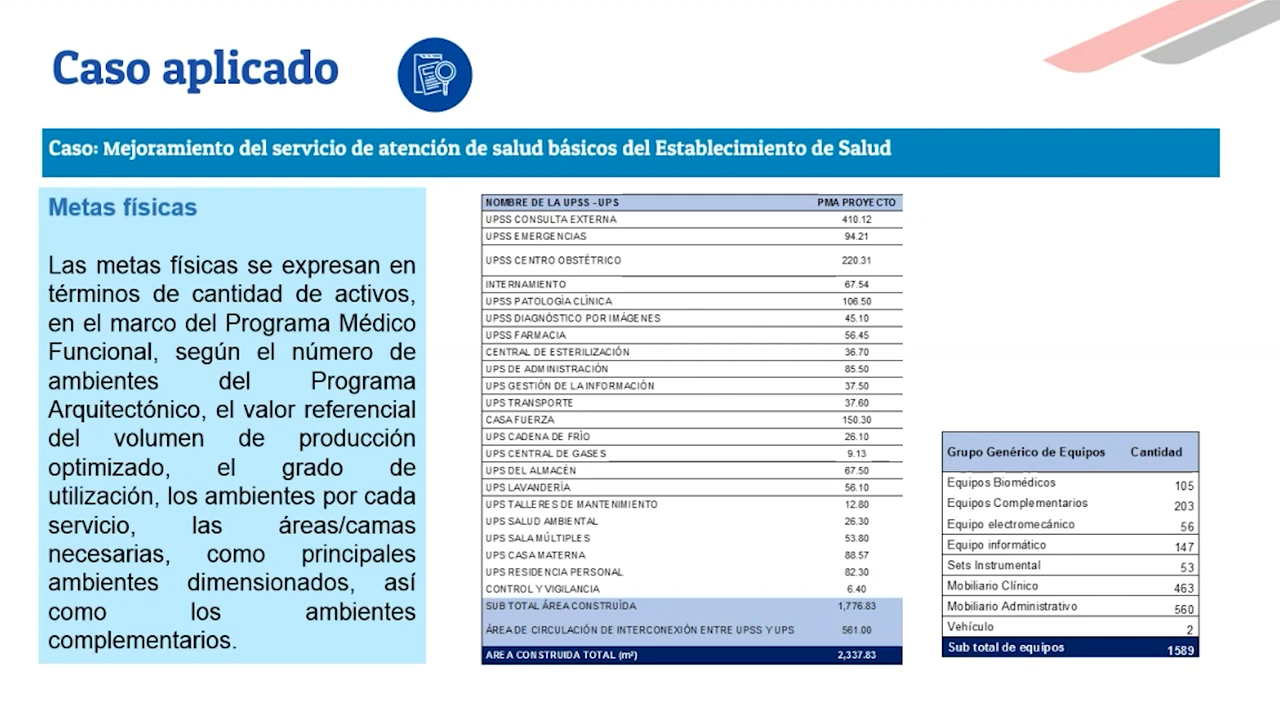 Caso aplicado
Caso: Mejoramiento del servicio de atención de salud básicos del Establecimiento de Salud
Metas físicas
Las metas físicas se expresan en
términos de cantidad de activos,
en el marco del Programa Médico
Funcional, según el número de
ambientes del Programa
Arquitectónico, el valor referencial
del volumen de producción
optimizado, el grado de
utilización, los ambientes por cada
servicio, las áreas/camas
necesarias, como principales
ambientes dimensionados, así
como los ambientes
complementarios.
NOMBRE DE LA UPSS - UPS PMA PROYECTO
UPSS CONSULTA EXTERNA 410.12
UPSS EMERGENCIAS 94.21
UPSS CENTRO OBSTÉTRICO 220.31
INTERNAMIENTO 67.54
UPSS PATOLOGÍA CLÍNICA 106.50
UPSS DIAGNÓSTICO POR IMÁGENES 45.10
UPSS FARMACIA 56.45
CENTRAL DE ESTERILIZACIÓN 36.70
UPS DE ADMINISTRACIÓN 85.50
UPS GESTIÓN DE LA INFORMACIÓN 37.50
UPS TRANSPORTE 37.60
CASA FUERZA 150.30
UPS CADENA DE FRÍO 26.10
UPS CENTRAL DE GASES 9.13
UPS DEL ALMACÉN 67.50
UPS LAVANDERÍA 56.10
UPS TALLERES DE MANTENIMIENTO 12.80
UPS SALUD AMBIENTAL 26.30
UPS SALA MÚLTIPLES 53.80
UPS CASA MATERNA 88.57
UPS RESIDENCIA PERSONAL 82.30
CONTROL Y VIGILANCIA 6.40
SUB TOTAL ÁREA CONSTRUÍDA 1,776.83
ÁREA DE CIRCULACIÓN DE INTERCONEXIÓN ENTRE UPSS Y UPS 561.00
AREA CONSTRUIDA TOTAL (m²) 2,337.83
Grupo Genérico de Equipos Cantidad
Equipos Biomédicos 105
Equipos Complementarios 203
Equipo electromecánico 56
Equipo informático 147
Sets Instrumental 53
Mobiliario Clínico 463
Mobiliario Administrativo 560
Vehículo 2
Sub total de equipos 1589